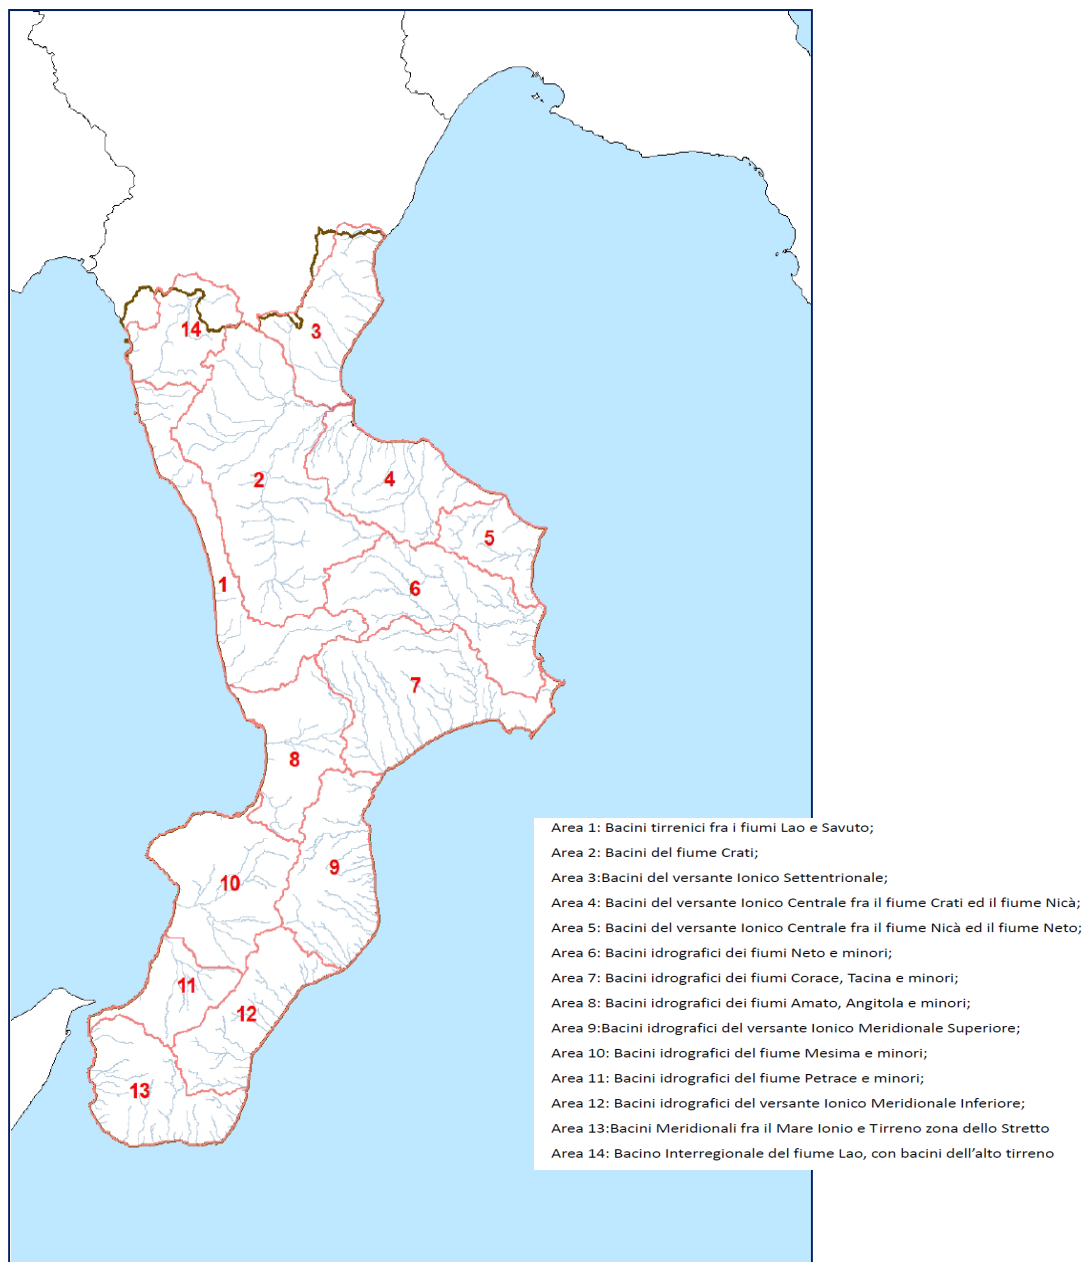 14
3
2
4
5
1
6
7
8
9
10
11
12
13
Area 1: Bacini tirrenici fra i fiumi Lao e Savuto;
Area 2: Bacini del fiume Crati;
Area 3:Bacini del versante Ionico Settentrionale;
Area 4: Bacini del versante Ionico Centrale fra il fiume Crati ed il fiume Nicà;
Area 5: Bacini del versante Ionico Centrale fra il fiume Nicà ed il fiume Neto;
Area 6: Bacini idrografici dei fiumi Neto e minori;
Area 7: Bacini idrografici dei fiumi Corace, Tacina e minori;
Area 8: Bacini idrografici dei fiumi Amato, Angitola e minori;
Area 9:Bacini idrografici del versante Ionico Meridionale Superiore;
Area 10: Bacini idrografici del fiume Mesima e minori;
Area 11: Bacini idrografici del fiume Petrace e minori;
Area 12: Bacini idrografici del versante Ionico Meridionale Inferiore;
Area 13:Bacini Meridionali fra il Mare Ionio e Tirreno zona dello Stretto
Area 14: Bacino Interregionale del fiume Lao, con bacini dell’alto tirreno